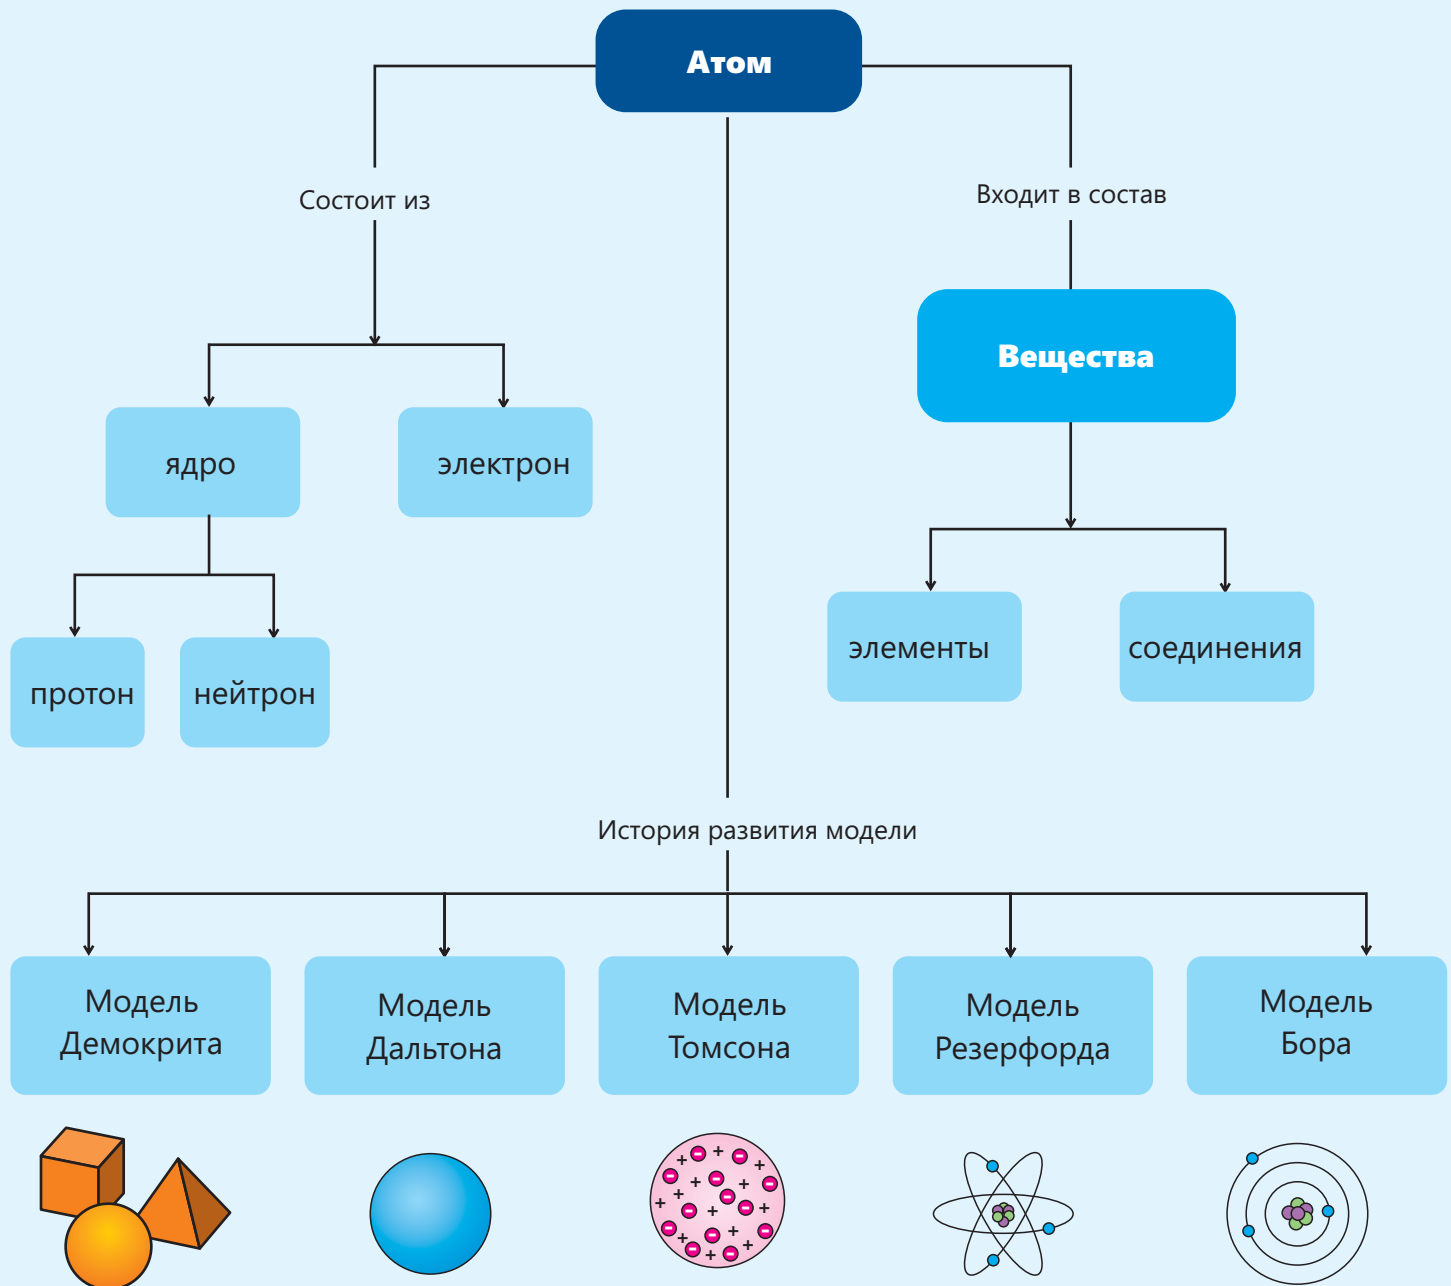 Атом
Состоит из
Входит в состав
Вещества
ядро
электрон
элементы
соединения
протон
нейтрон
История развития модели
Модель
Демокрита
Модель
Дальтона
Модель
Томсона
Модель
Резерфорда
Модель
Бора